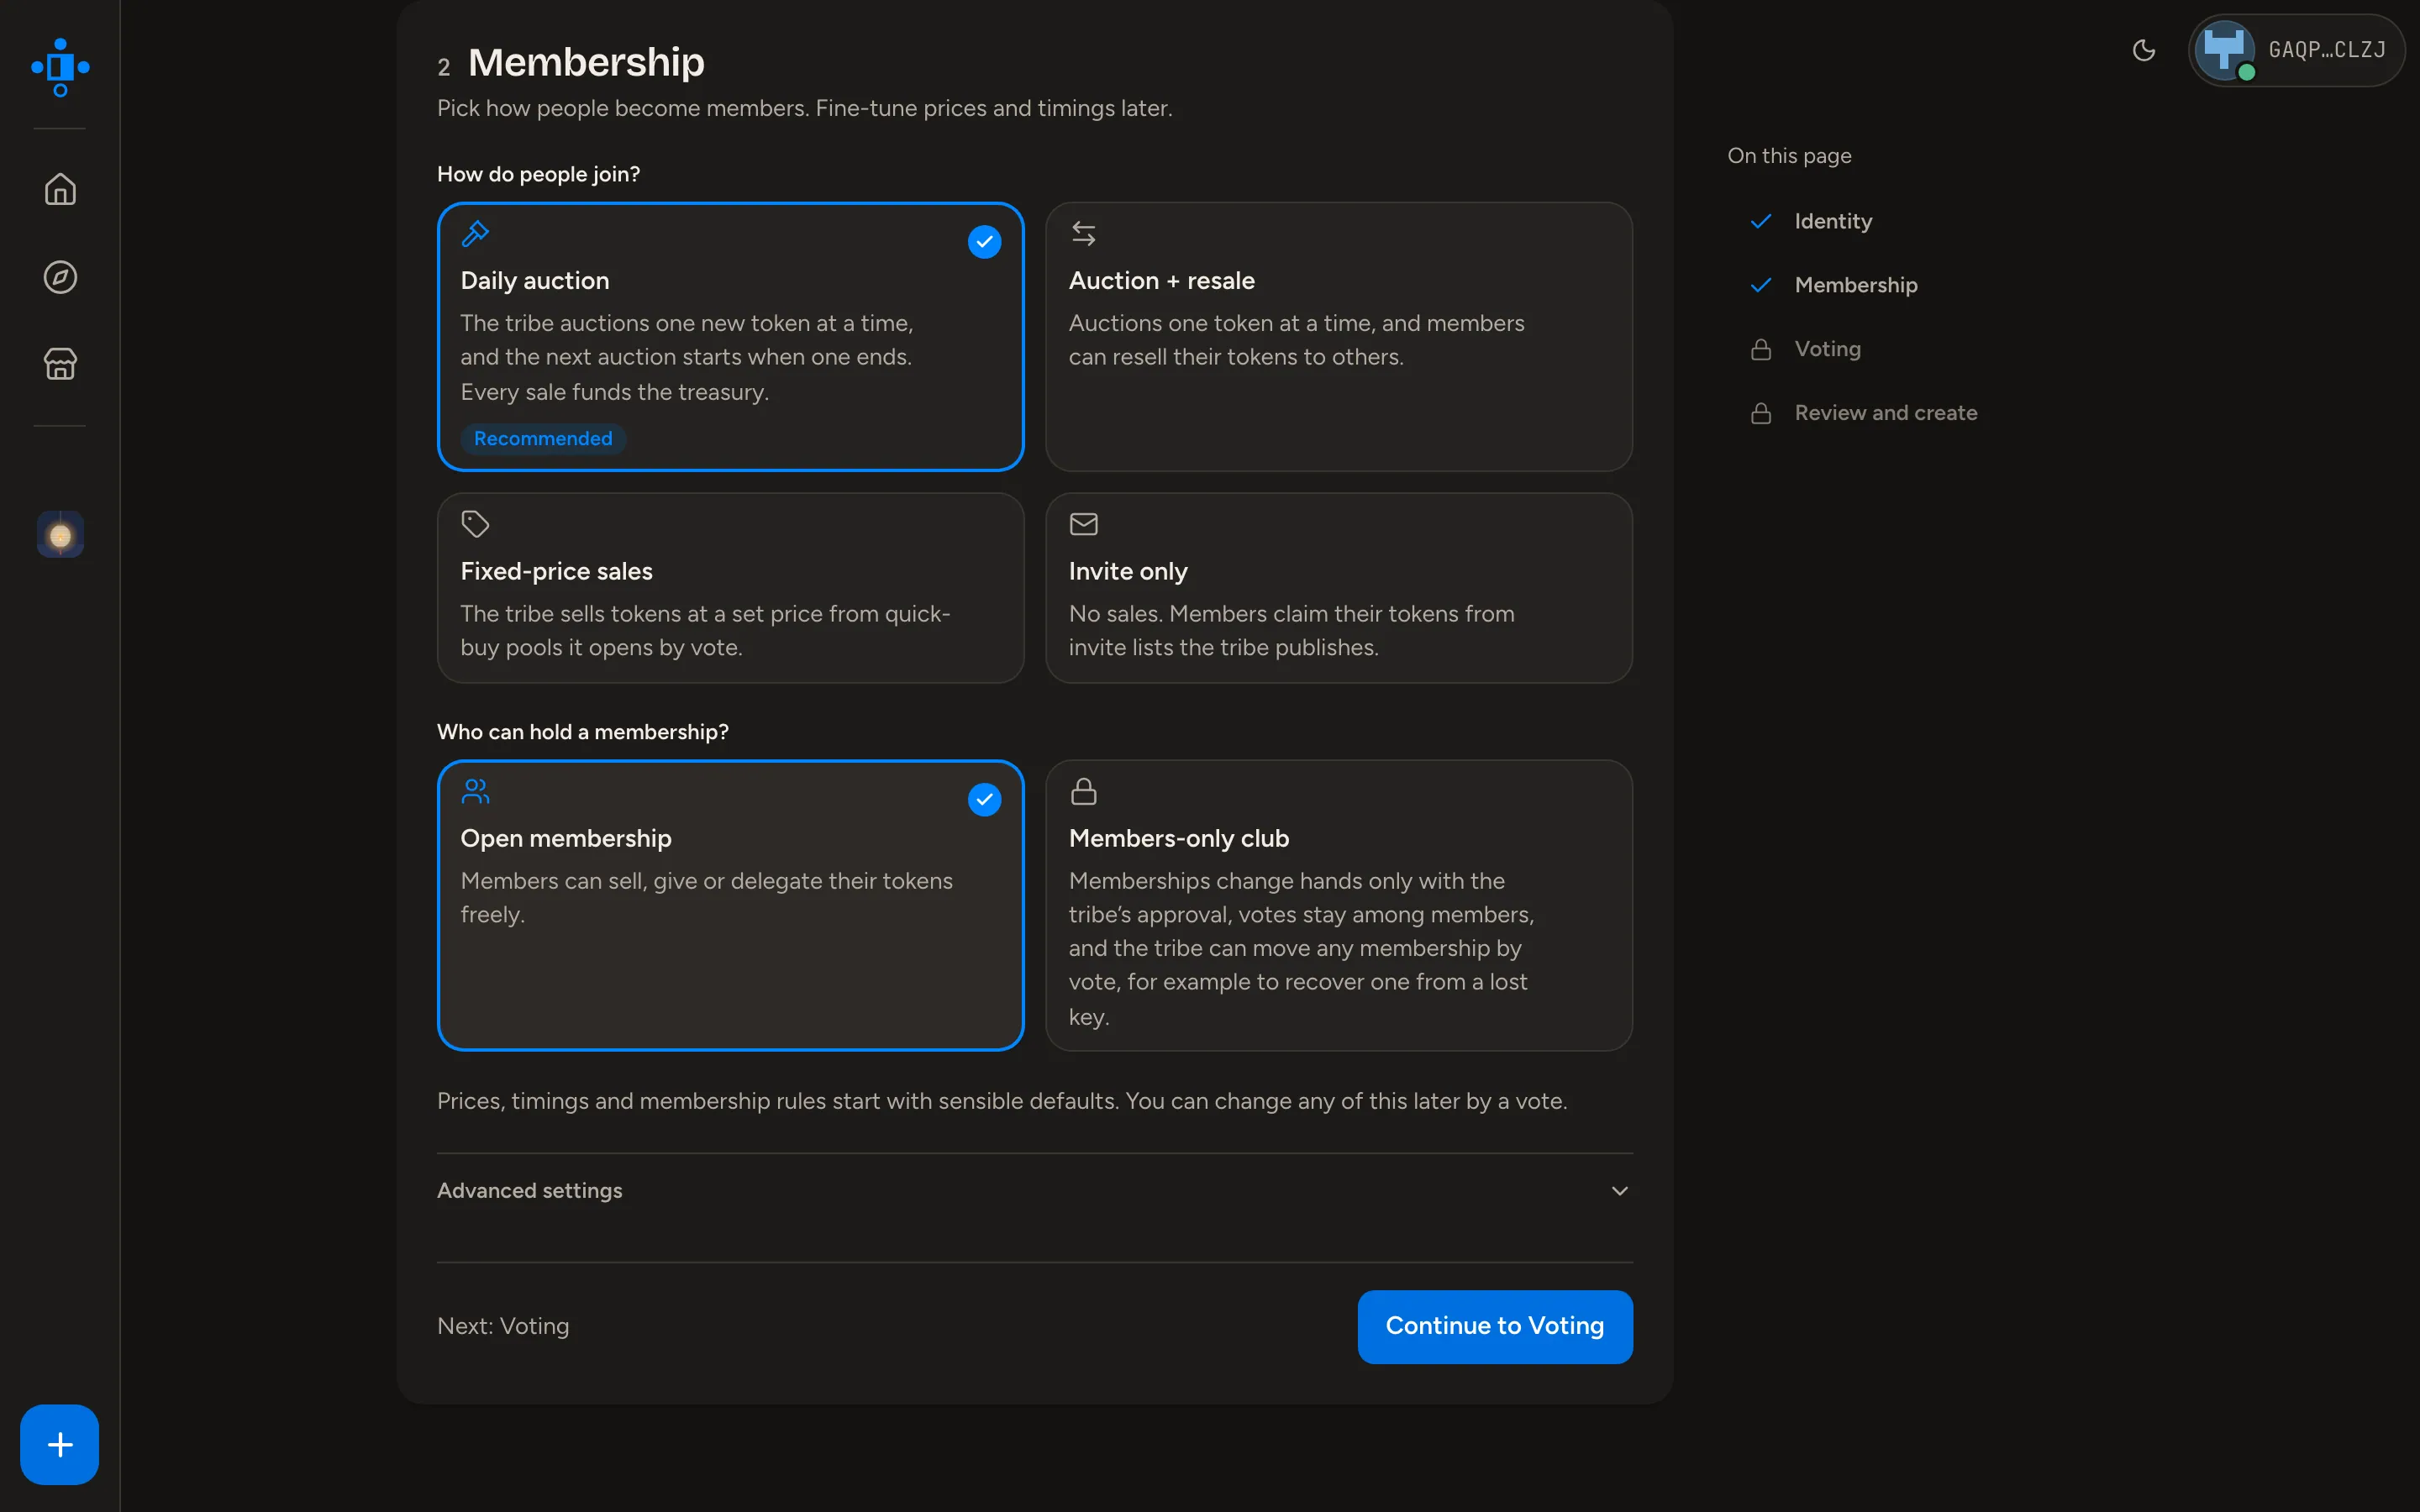 GAQP...CLZJ
2 Membership
Pick how people become members. Fine-tune prices and timings later.
How do people join?
Daily auction
The tribe auctions one new token at a time,
and the next auction starts when one ends.
Every sale funds the treasury.
Recommended
Auction + resale
Auctions one token at a time, and members
can resell their tokens to others.
Fixed-price sales
The tribe sells tokens at a set price from quick-
buy pools it opens by vote.
Invite only
No sales. Members claim their tokens from
invite lists the tribe publishes.
Who can hold a membership?
Open membership
Members can sell, give or delegate their tokens
freely.
Members-only club
Memberships change hands only with the
tribe’s approval, votes stay among members,
and the tribe can move any membership by
vote, for example to recover one from a lost
key.
Prices, timings and membership rules start with sensible defaults. You can change any of this later by a vote.
Advanced settings
Next: Voting
Continue to Voting
On this page
Identity
Membership
Voting
Review and create